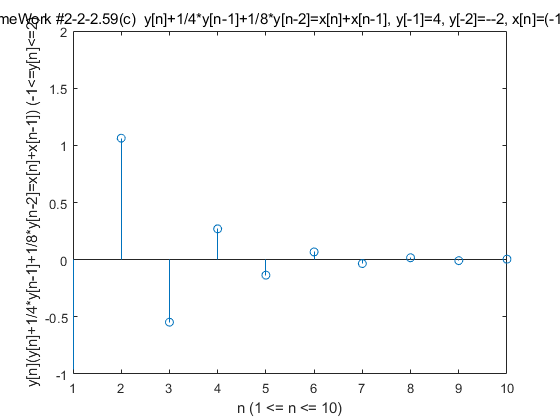 meWork #2-2-2.59(c)  y[n]+1/4*y[n-1]+1/8*y[n-2]=x[n]+x[n-1], y[-1]=4, y[-2]=--2, x[n]=(-1
y[n](y[n]+1/4*y[n-1]+1/8*y[n-2]=x[n]+x[n-1]) (-1<=y[n]<=2)
2
1.5
1
0.5
0
-0.5
-1
1 2 3 4 5 6 7 8 9 10
n (1 <= n <= 10)